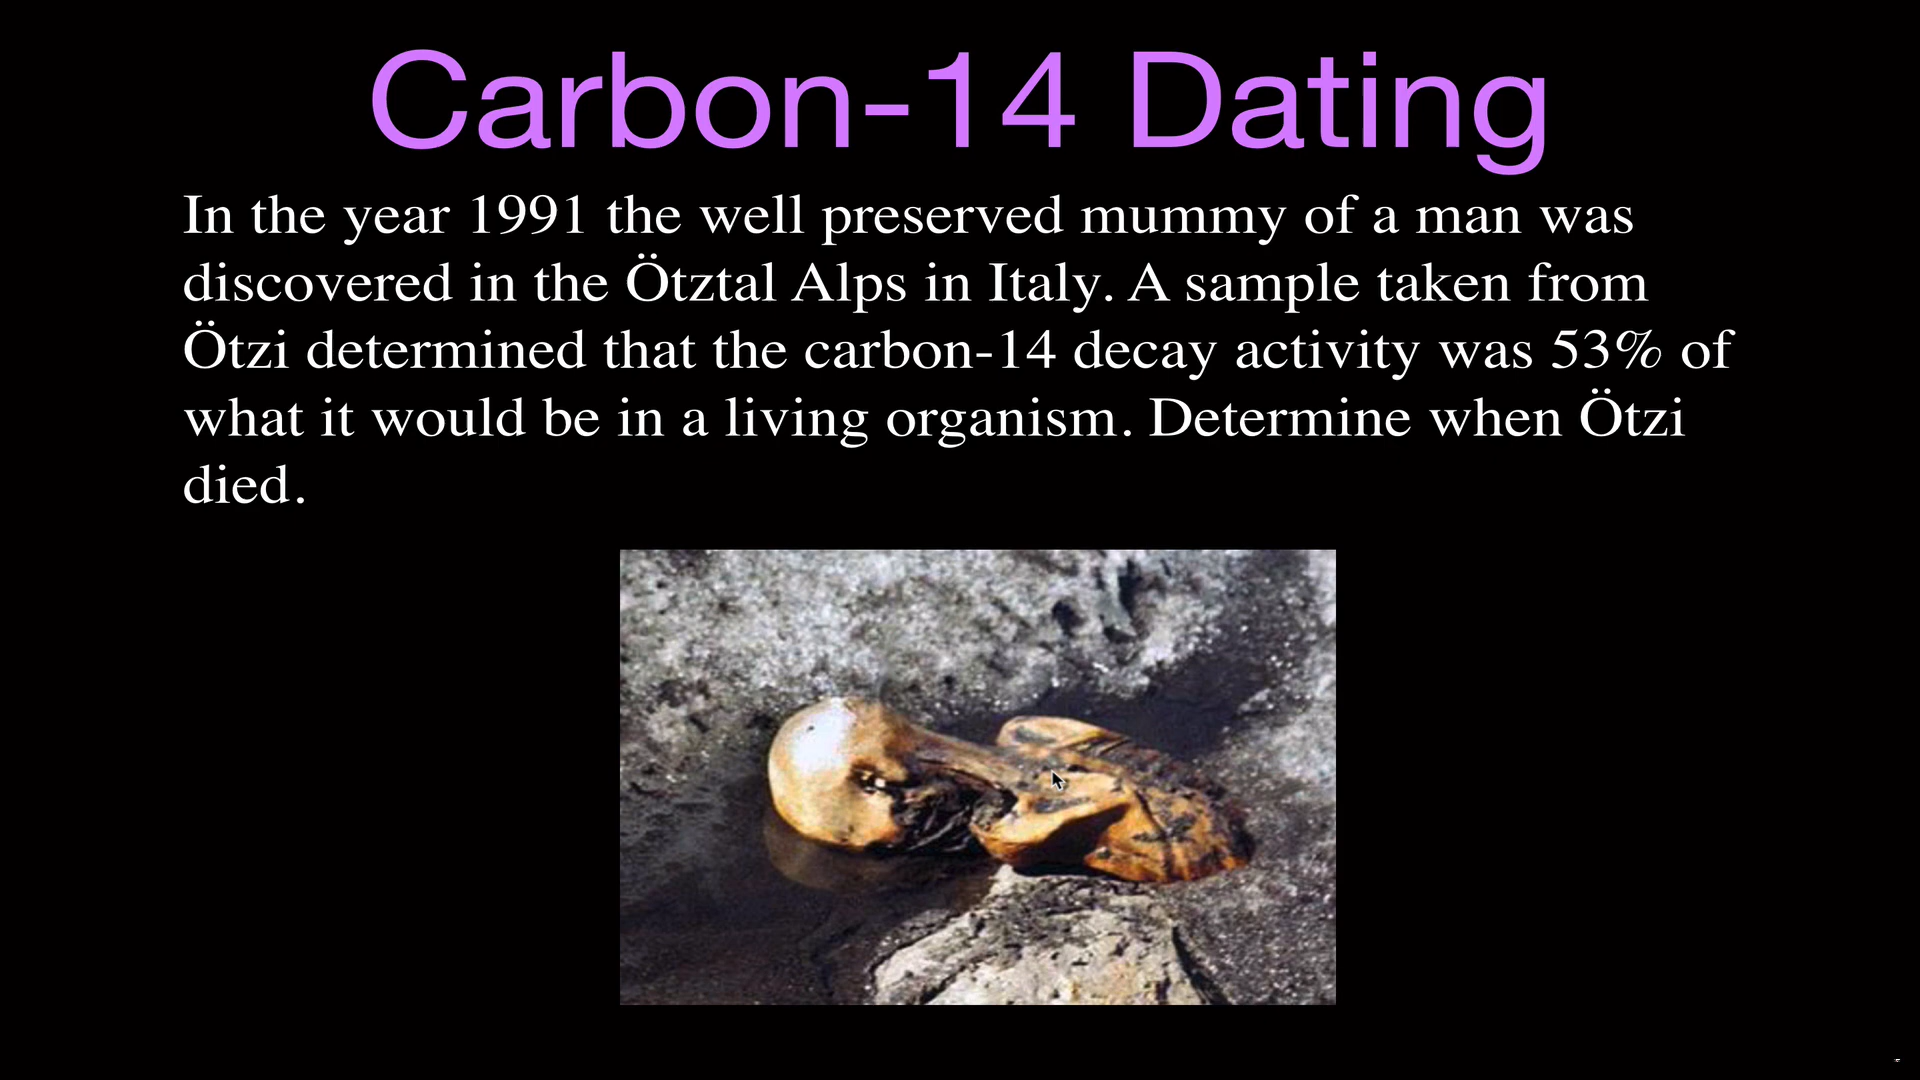 Carbon-14 Dating
In the year 1991 the well preserved mummy of a man was
discovered in the Ötztal Alps in Italy. A sample taken from
Ötzi determined that the carbon-14 decay activity was 53% of
what it would be in a living organism. Determine when Ötzi
died.